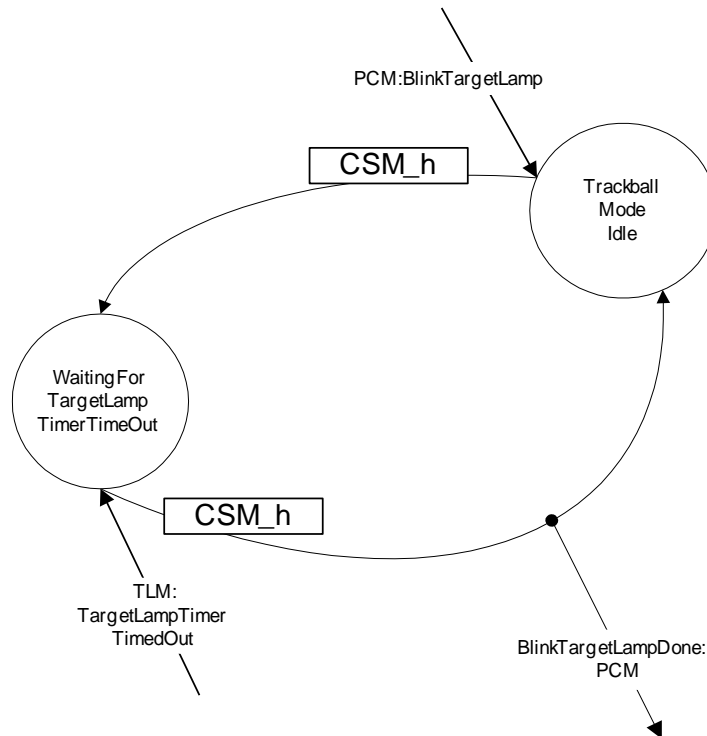 PCM:BlinkTargetLamp
CSM_h
Trackball
Mode
Idle
WaitingFor
TargetLamp
TimerTimeOut
CSM_h
TLM:
TargetLampTimer
TimedOut
BlinkTargetLampDone:
PCM